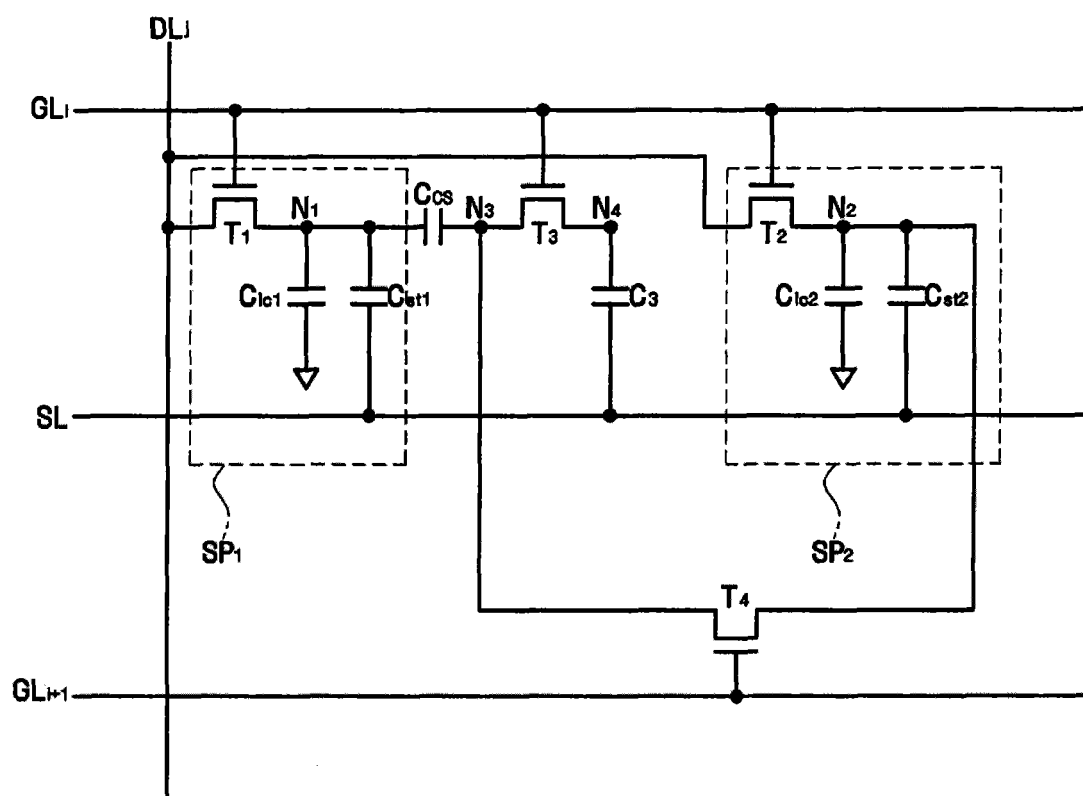 DLj
GLi
CCS
N1
N3
N4
N2
T1
T3
T2
Clc1
Cst1
C3
Clc2
Cst2
SL
SP1
SP2
T4
GLi+1